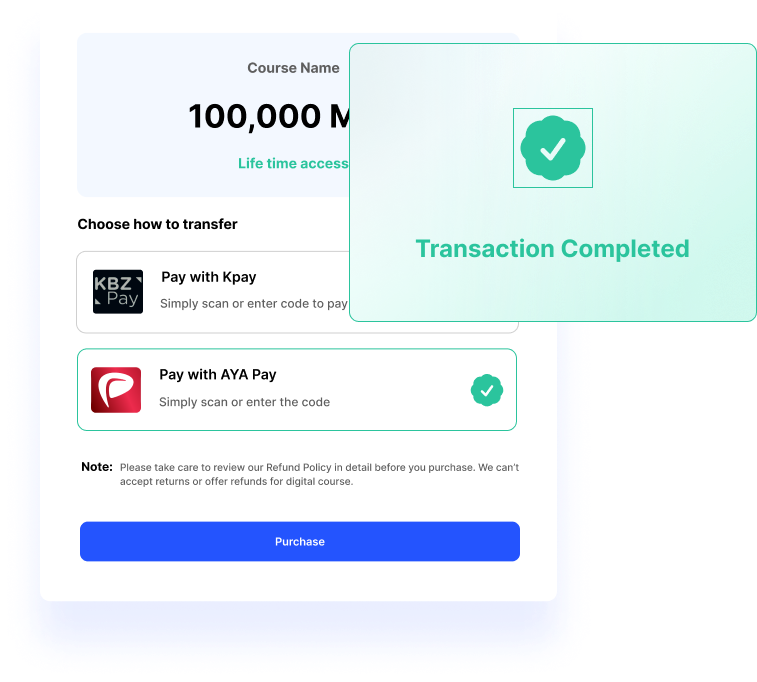 Course Name
100,000
Life time access
Transaction Completed
Choose how to transfer
KBZ
Pay
Pay with Kpay
Simply scan or enter code to pay
Pay with AYA Pay
Simply scan or enter the code
Note: Please take care to review our Refund Policy in detail before you purchase. We can't
accept returns or offer refunds for digital course.
Purchase